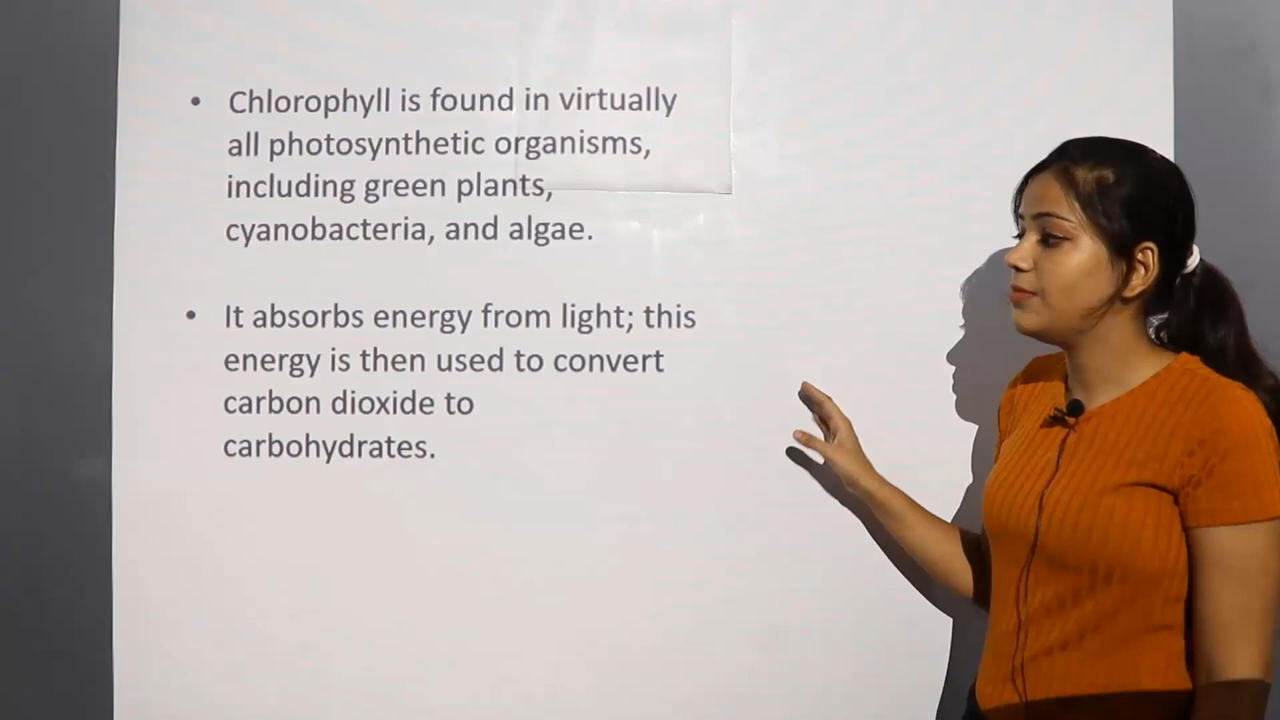 • Chlorophyll is found in virtually
all photosynthetic organisms,
including green plants,
cyanobacteria, and algae.
• It absorbs energy from light; this
energy is then used to convert
carbon dioxide to
carbohydrates.